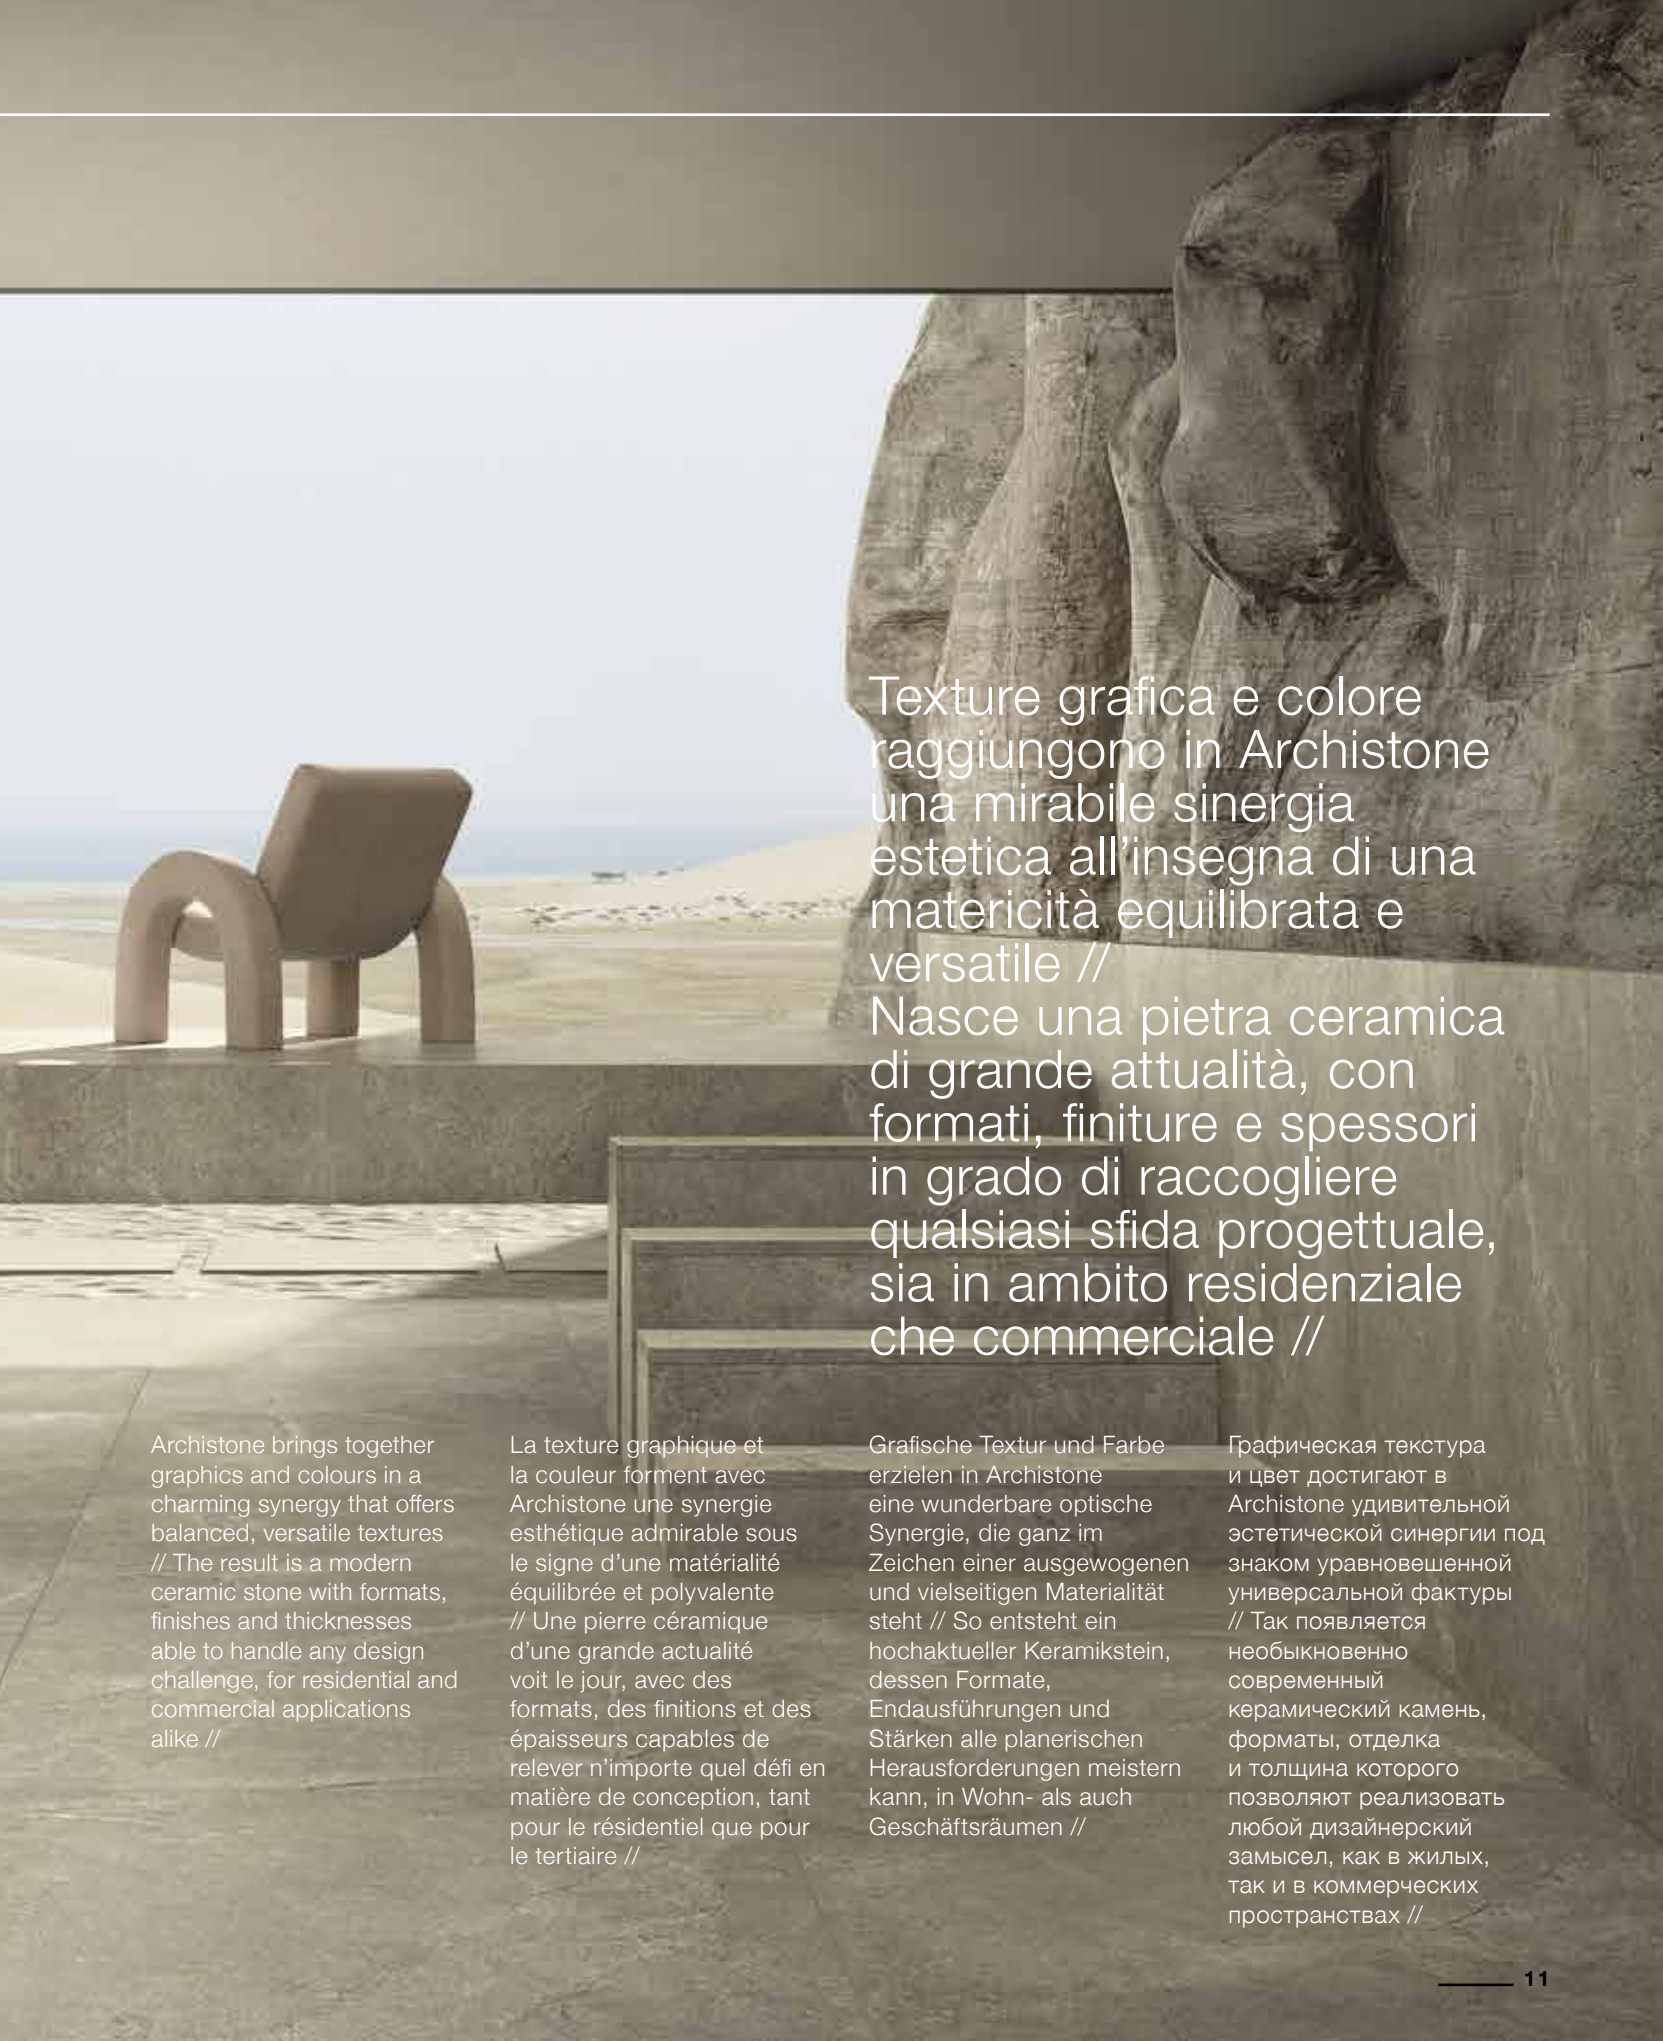 Texture grafica e colore
raggiungono in Archistone
una mirabile sinergia
estetica all’insegna di una
matericità equilibrata e
versatile //
Nasce una pietra ceramica
di grande attualità, con
formati, finiture e spessori
in grado di raccogliere
qualsiasi sfida progettuale,
sia in ambito residenziale
che commerciale //
Archistone brings together
graphics and colours in a
charming synergy that offers
balanced, versatile textures
// The result is a modern
ceramic stone with formats,
finishes and thicknesses
able to handle any design
challenge, for residential and
commercial applications
alike //
La texture graphique et
la couleur forment avec
Archistone une synergie
esthétique admirable sous
le signe d’une matérialité
équilibrée et polyvalente
// Une pierre céramique
d’une grande actualité
voit le jour, avec des
formats, des finitions et des
épaisseurs capables de
relever n’importe quel défi en
matière de conception, tant
pour le résidentiel que pour
le tertiaire //
Grafische Textur und Farbe
erzielen in Archistone
eine wunderbare optische
Synergie, die ganz im
Zeichen einer ausgewogenen
und vielseitigen Materialität
steht // So entsteht ein
hochaktueller Keramikstein,
dessen Formate,
Endausführungen und
Stärken alle planerischen
Herausforderungen meistern
kann, in Wohn- als auch
Geschäftsräumen //
Графическая текстура
и цвет достигают в
Archistone удивительной
эстетической синергии под
знаком уравновешенной
универсальной фактуры
// Так появляется
необыкновенно
современный
керамический камень,
форматы, отделка
и толщина которого
позволяют реализовать
любой дизайнерский
замысел, как в жилых,
так и в коммерческих
пространствах //
11